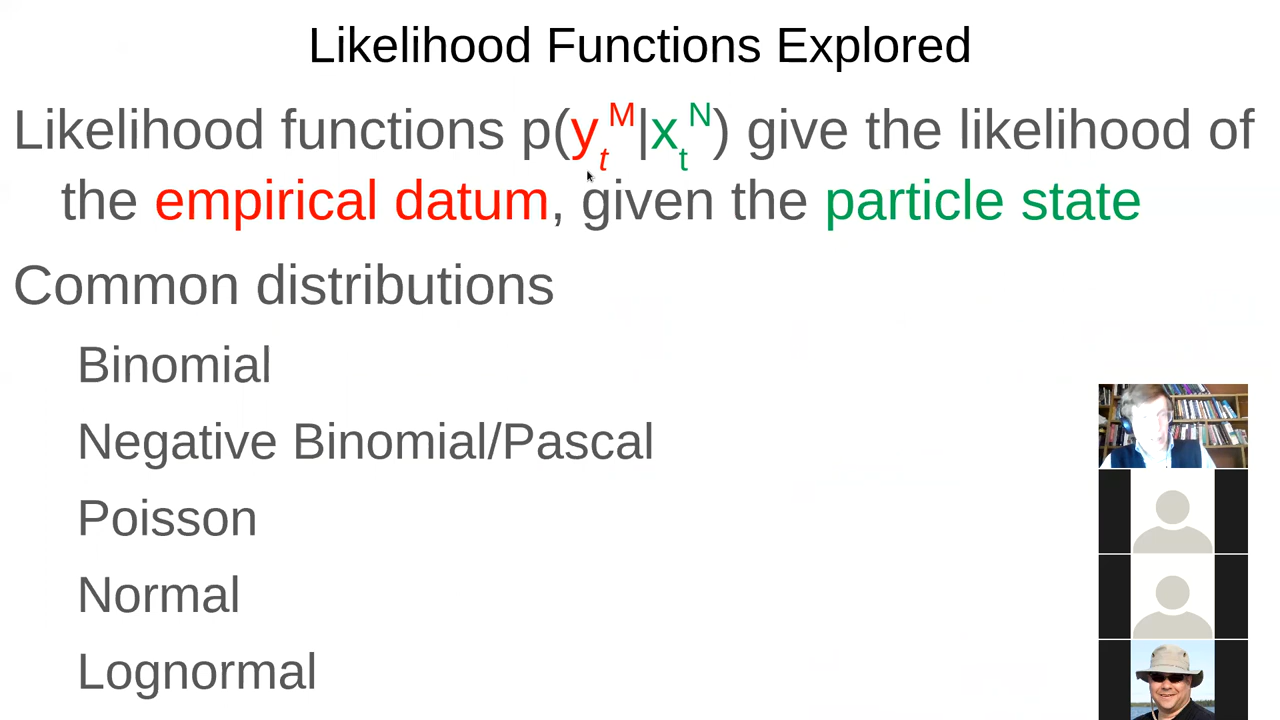 Likelihood Functions Explored
Likelihood functions p(y_t^M|x_t^N) give the likelihood of
the empirical datum, given the particle state
Common distributions
Binomial
Negative Binomial/Pascal
Poisson
Normal
Lognormal